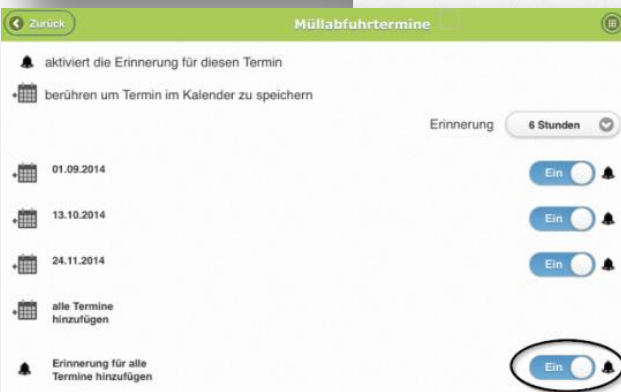 Zurück
Müllabfuhrtermine
aktiviert die Erinnerung für diesen Termin
berühren um Termin im Kalender zu speichern
Erinnerung 6 Stunden
01.09.2014 Ein
13.10.2014 Ein
24.11.2014 Ein
alle Termine
hinzufügen
Erinnerung für alle
Termine hinzufügen Ein